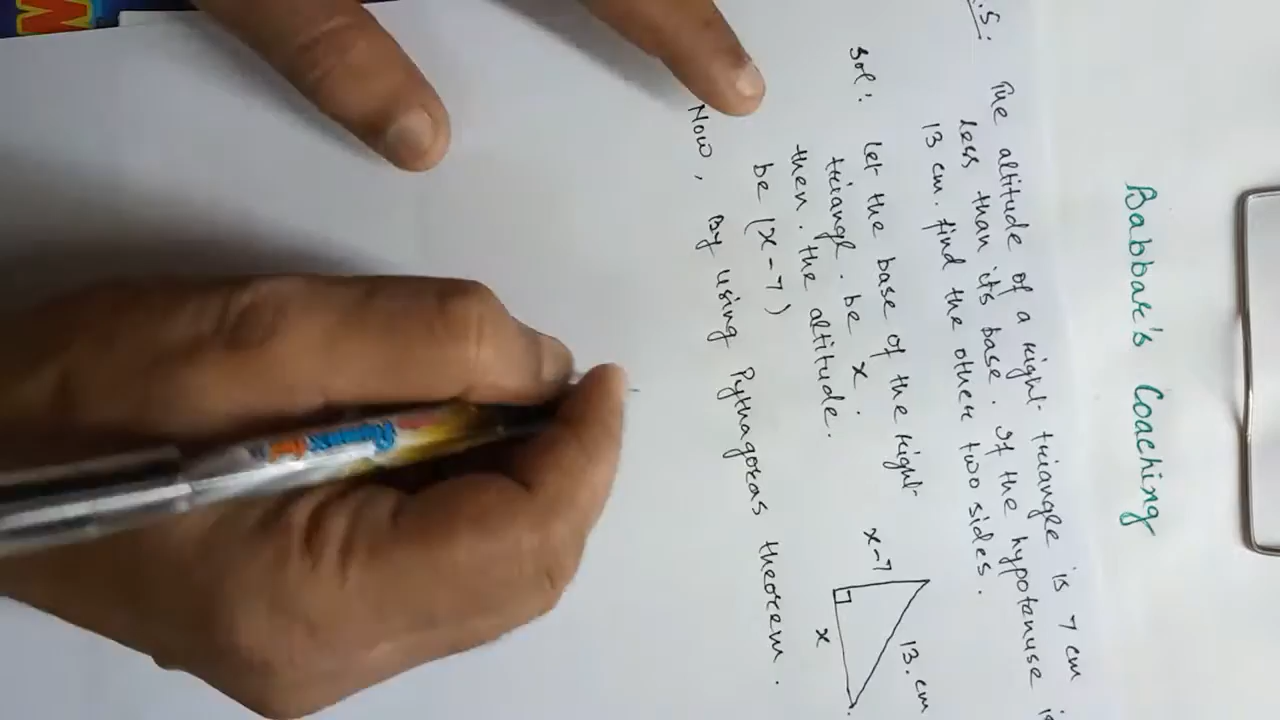 Babbar's Coaching
.5: The altitude of a right triangle is 7 cm
less than its base. If the hypotenuse is
13 cm. find the other two sides.
Sol: let the base of the right
triangl. be x.
then. the altitude.
be (x-7)
Now, By using Pythagoras theorem.
x-7
13.cm
x